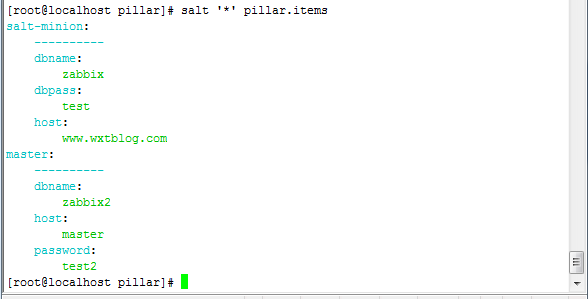 [root@localhost pillar]# salt '*' pillar.items
salt-minion:
----------
dbname:
zabbix
dbpass:
test
host:
www.wxtblog.com
master:
----------
dbname:
zabbix2
host:
master
password:
test2
[root@localhost pillar]#